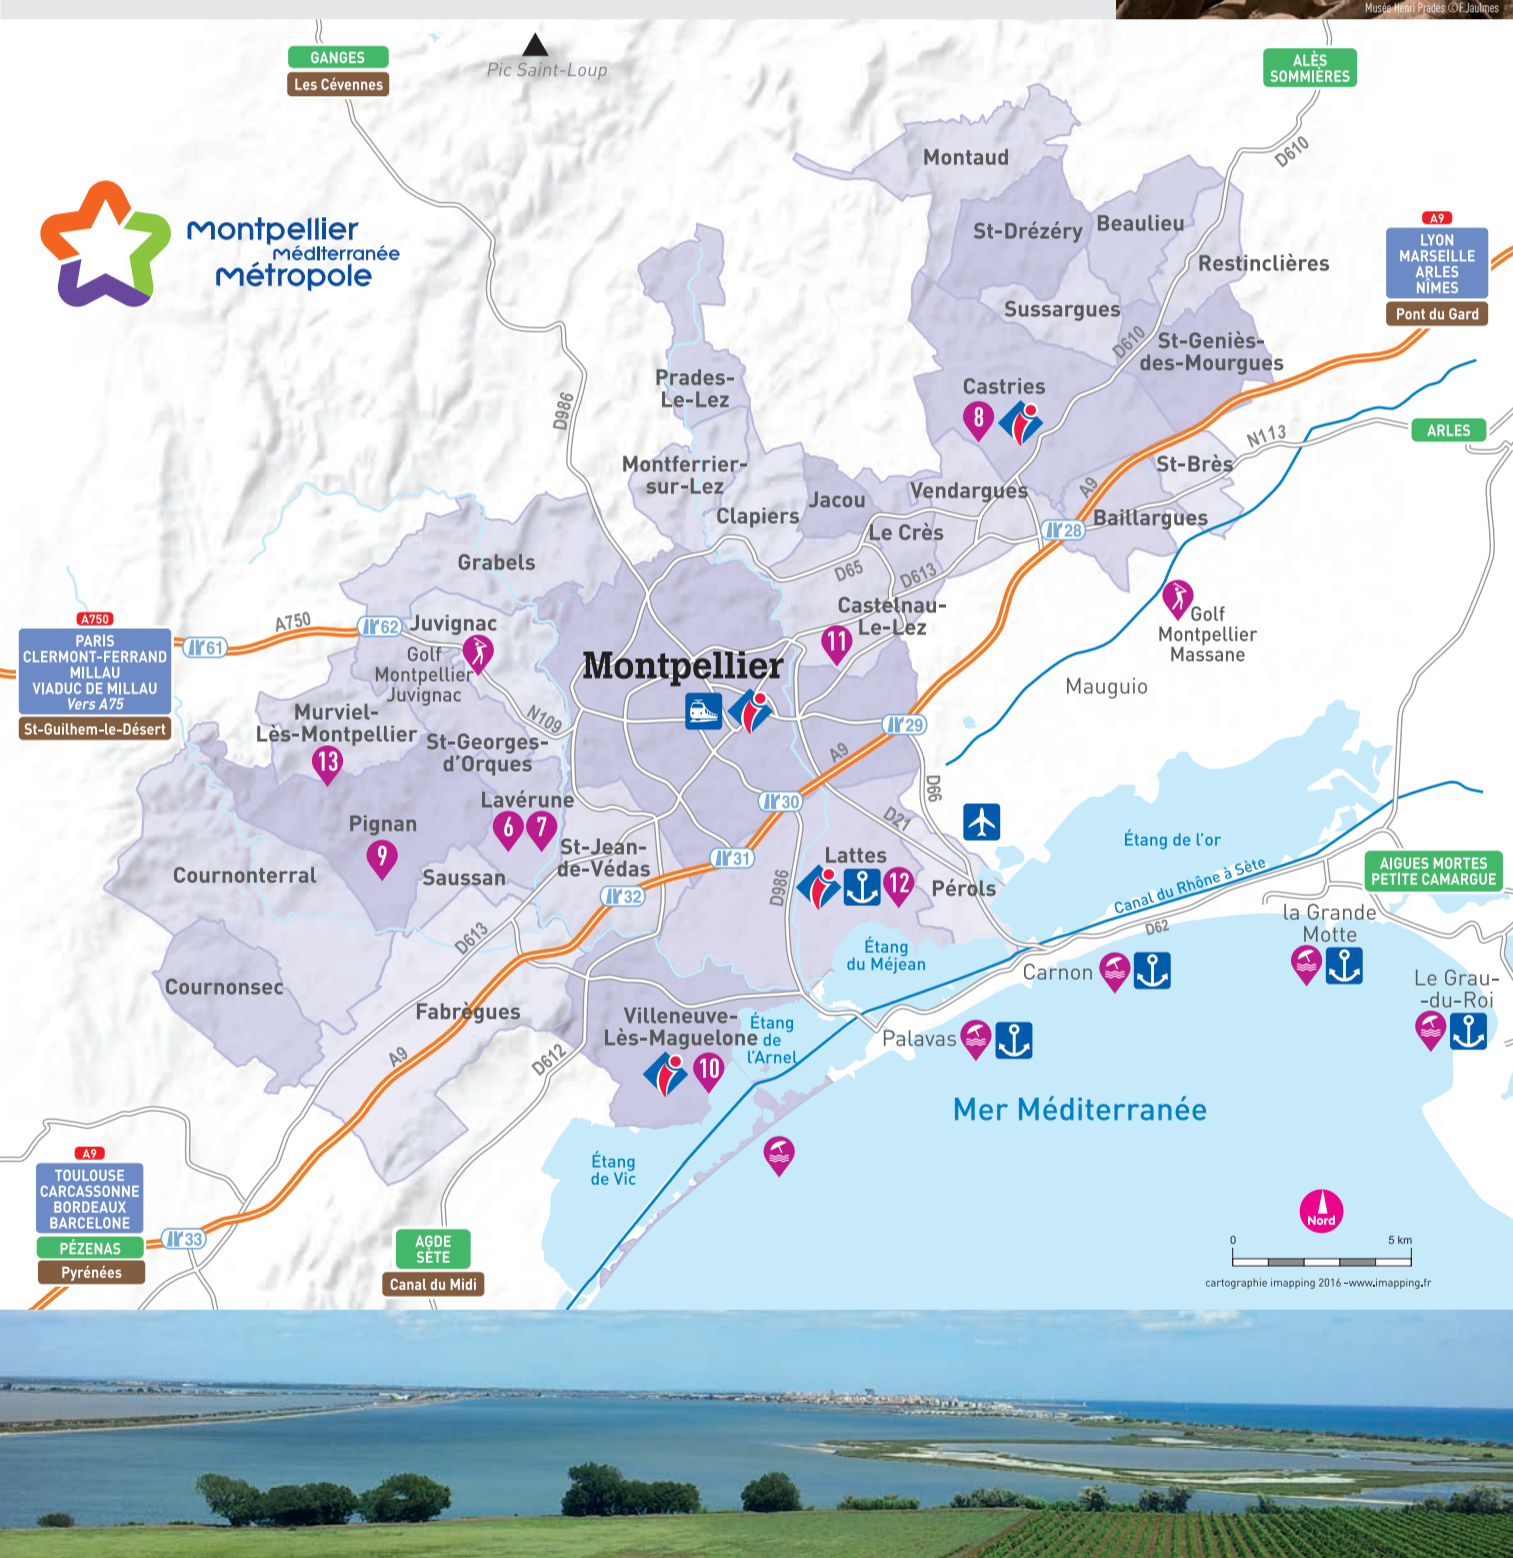 Musée Henri Prades ©F.Jaulmes
GANGES
Les Cévennes
Pic Saint-Loup
ALÈS
SOMMIÈRES
D610
Montaud
montpellier
méditerranée
métropole
St-Drézéry
Beaulieu
Restinclières
A9
LYON
MARSEILLE
ARLES
NÎMES
Pont du Gard
Sussargues
D610
St-Geniès-
des-Mourgues
Prades-
Le-Lez
D986
Castries
8
ARLES
N113
Montferrier-
sur-Lez
St-Brès
Jacou
Vendargues
A9
Clapiers
Baillargues
Le Crès
28
Grabels
D65
D613
A750
PARIS
CLERMONT-FERRAND
MILLAU
VIADUC DE MILLAU
Vers A75
St-Guilhem-le-Désert
61
A750
62
Juvignac
Golf
Montpellier
Juvignac
Castelnau-
Le-Lez
11
Golf
Montpellier
Massane
Montpellier
Mauguio
Murviel-
Lès-Montpellier
13
N109
St-Georges-
d'Orques
29
A9
D66
30
Lavérune
6
7
Pignan
9
D21
Étang de l'or
St-Jean-
de-Védas
31
Lattes
12
Cournonterral
Saussan
32
D986
Pérols
Canal du Rhône à Sète
AIGUES MORTES
PETITE CAMARGUE
D62
la Grande
Motte
D613
Étang
du Méjean
Carnon
Le Grau-
-du-Roi
Cournonsec
Fabrègues
Villeneuve-
Lès-Maguelone
10
Étang
de
l'Arnel
Palavas
A9
D612
Mer Méditerranée
A9
TOULOUSE
CARCASSONNE
BORDEAUX
BARCELONE
PÉZENAS
Pyrénées
33
Étang
de Vic
AGDE
SÈTE
Canal du Midi
Nord
0
5 km
cartographie imapping 2016 -www.imapping.fr